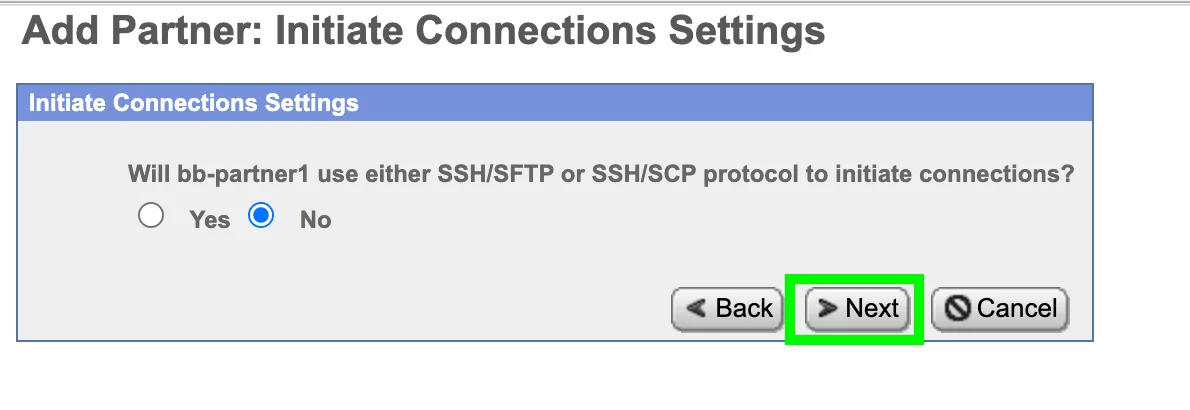 Add Partner: Initiate Connections Settings
Initiate Connections Settings
Will bb-partner1 use either SSH/SFTP or SSH/SCP protocol to initiate connections?
Yes No
Back Next Cancel